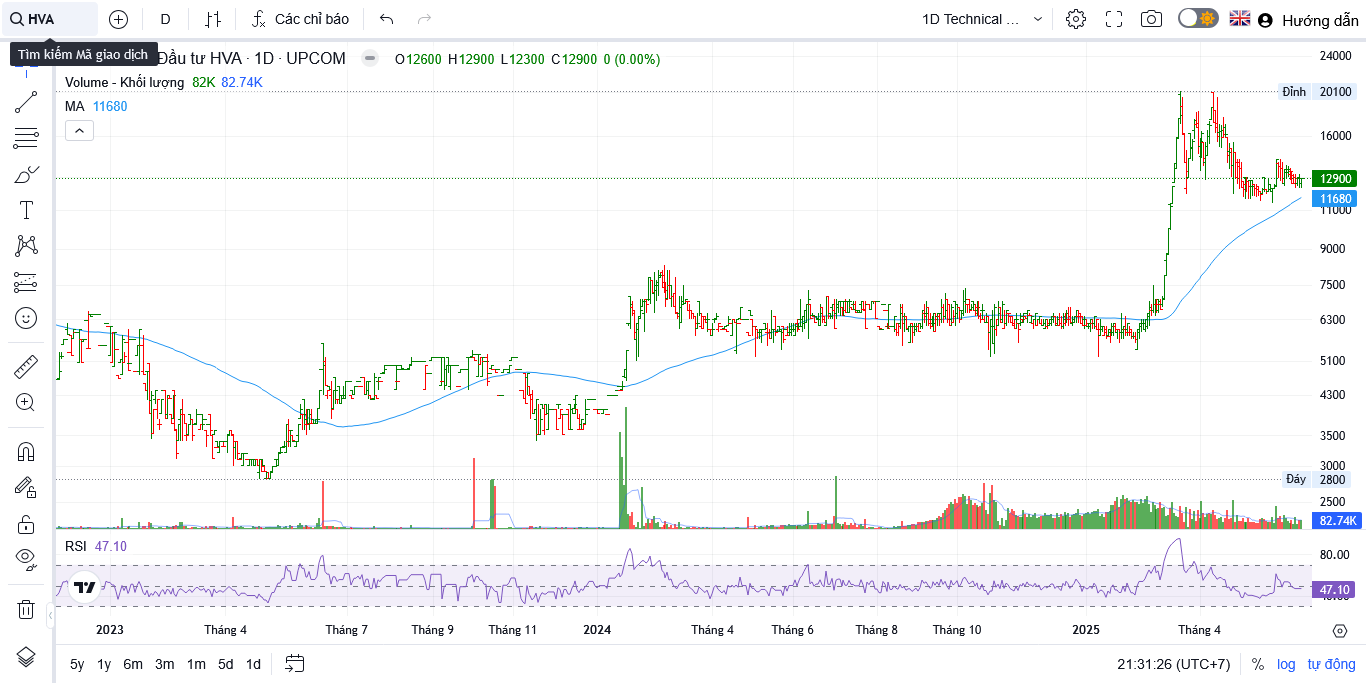 HVA
D
Các chỉ báo
1D Technical ...
Hướng dẫn
Tìm kiếm Mã giao dịch
Đầu tư HVA · 1D · UPCOM
O12600 H12900 L12300 C12900 0 (0.00%)
Volume - Khối lượng 82K 82.74K
MA 11680
24000
Đỉnh 20100
16000
12900
11680
11000
9000
7500
6300
5100
4300
3500
3000
Đáy 2800
2500
82.74K
RSI 47.10
80.00
47.10
2023 Tháng 4 Tháng 7 Tháng 9 Tháng 11 2024 Tháng 4 Tháng 6 Tháng 8 Tháng 10 2025 Tháng 4
5y 1y 6m 3m 1m 5d 1d
21:31:26 (UTC+7) % log tự động